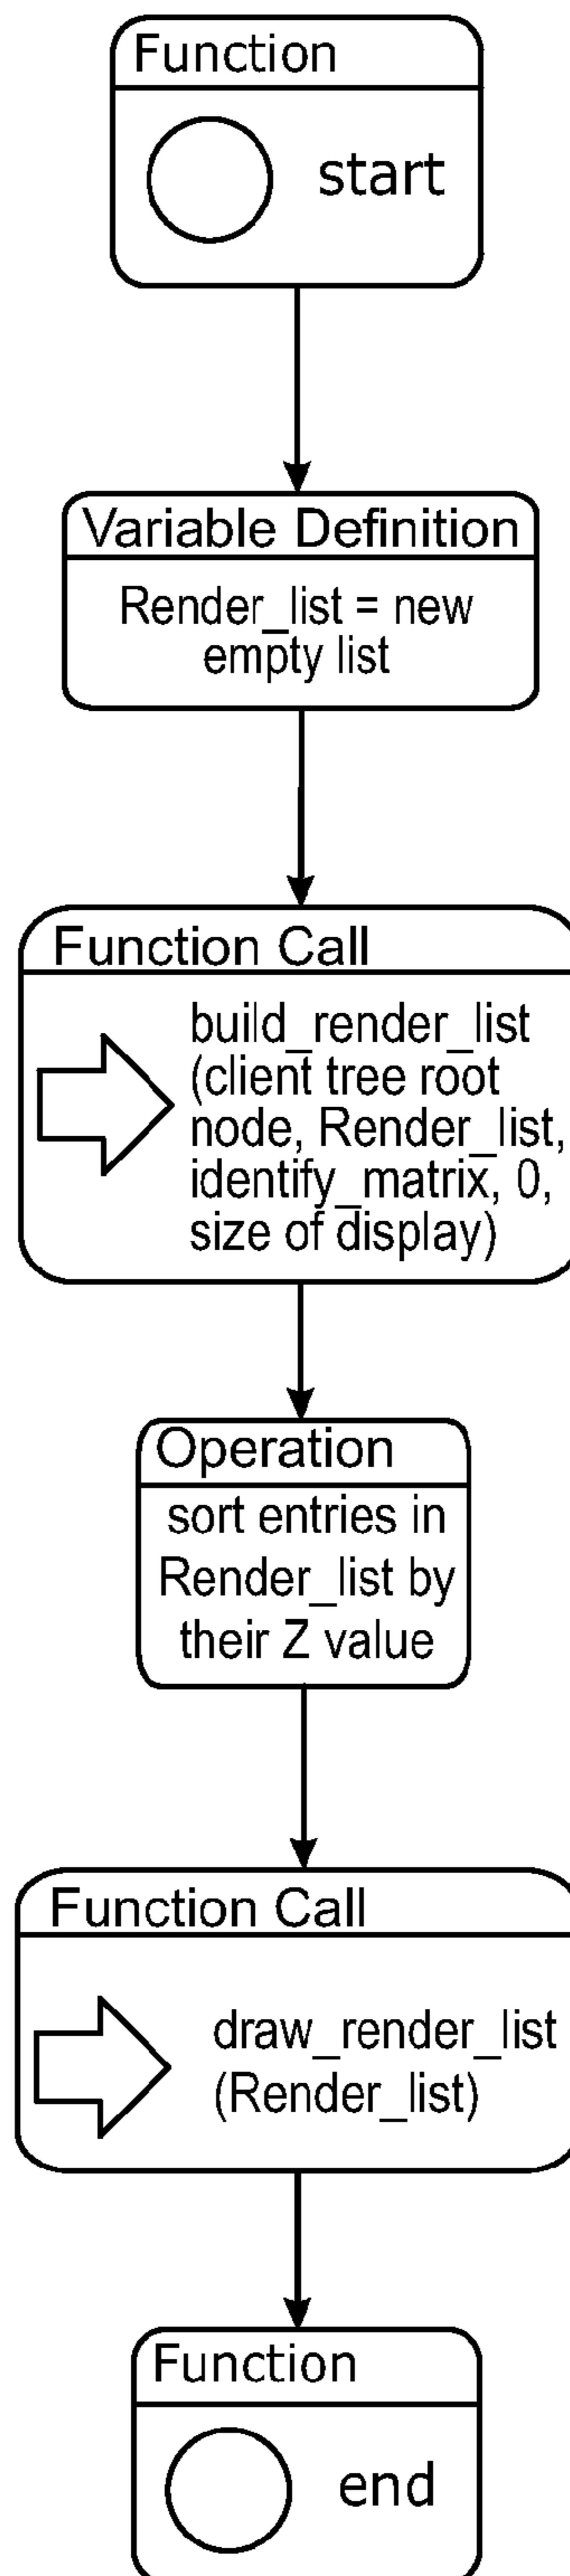 Function
start
Variable Definition
Render_list = new
empty list
Function Call
build_render_list
(client tree root
node, Render_list,
identify_matrix, 0,
size of display)
Operation
sort entries in
Render_list by
their Z value
Function Call
draw_render_list
(Render_list)
Function
end